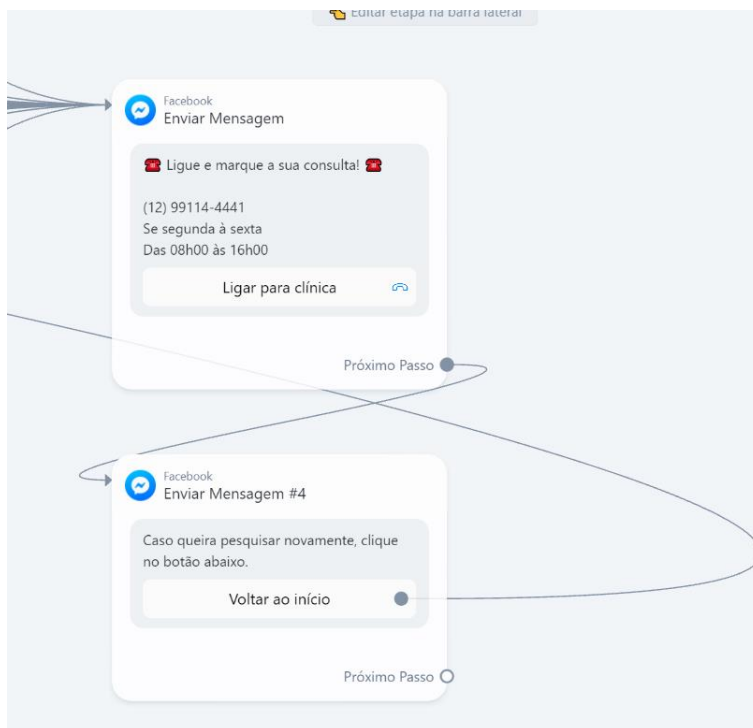 Editar etapa na barra lateral
Facebook
Enviar Mensagem
☎️ Ligue e marque a sua consulta! ☎️
(12) 99114-4441
Se segunda à sexta
Das 08h00 às 16h00
Ligar para clínica
Próximo Passo
Facebook
Enviar Mensagem #4
Caso queira pesquisar novamente, clique
no botão abaixo.
Voltar ao início
Próximo Passo